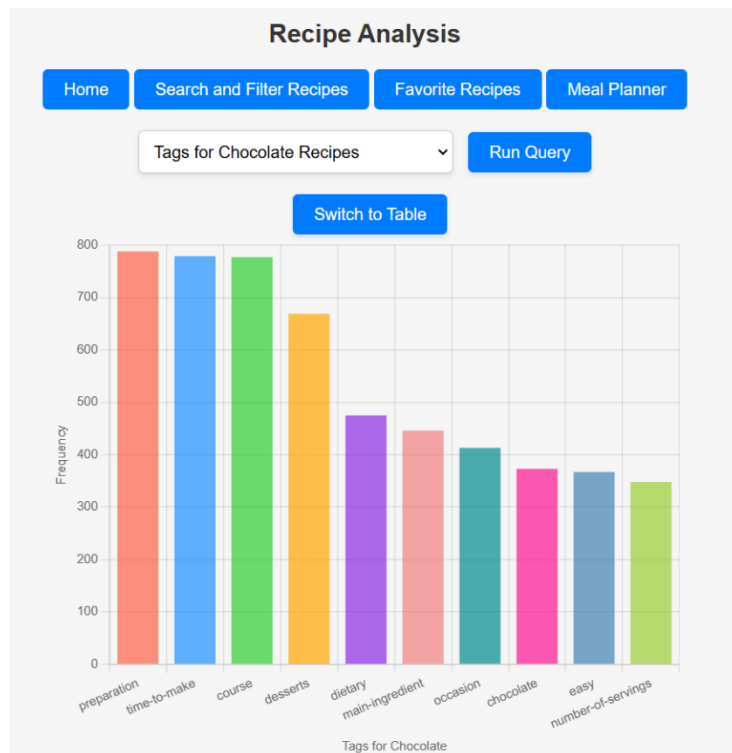 Recipe Analysis
Home Search and Filter Recipes Favorite Recipes Meal Planner
Tags for Chocolate Recipes Run Query
Switch to Table
800
700
600
500
400
300
200
100
0
Frequency
preparation time-to-make course desserts dietary main-ingredient occasion chocolate easy number-of-servings
Tags for Chocolate